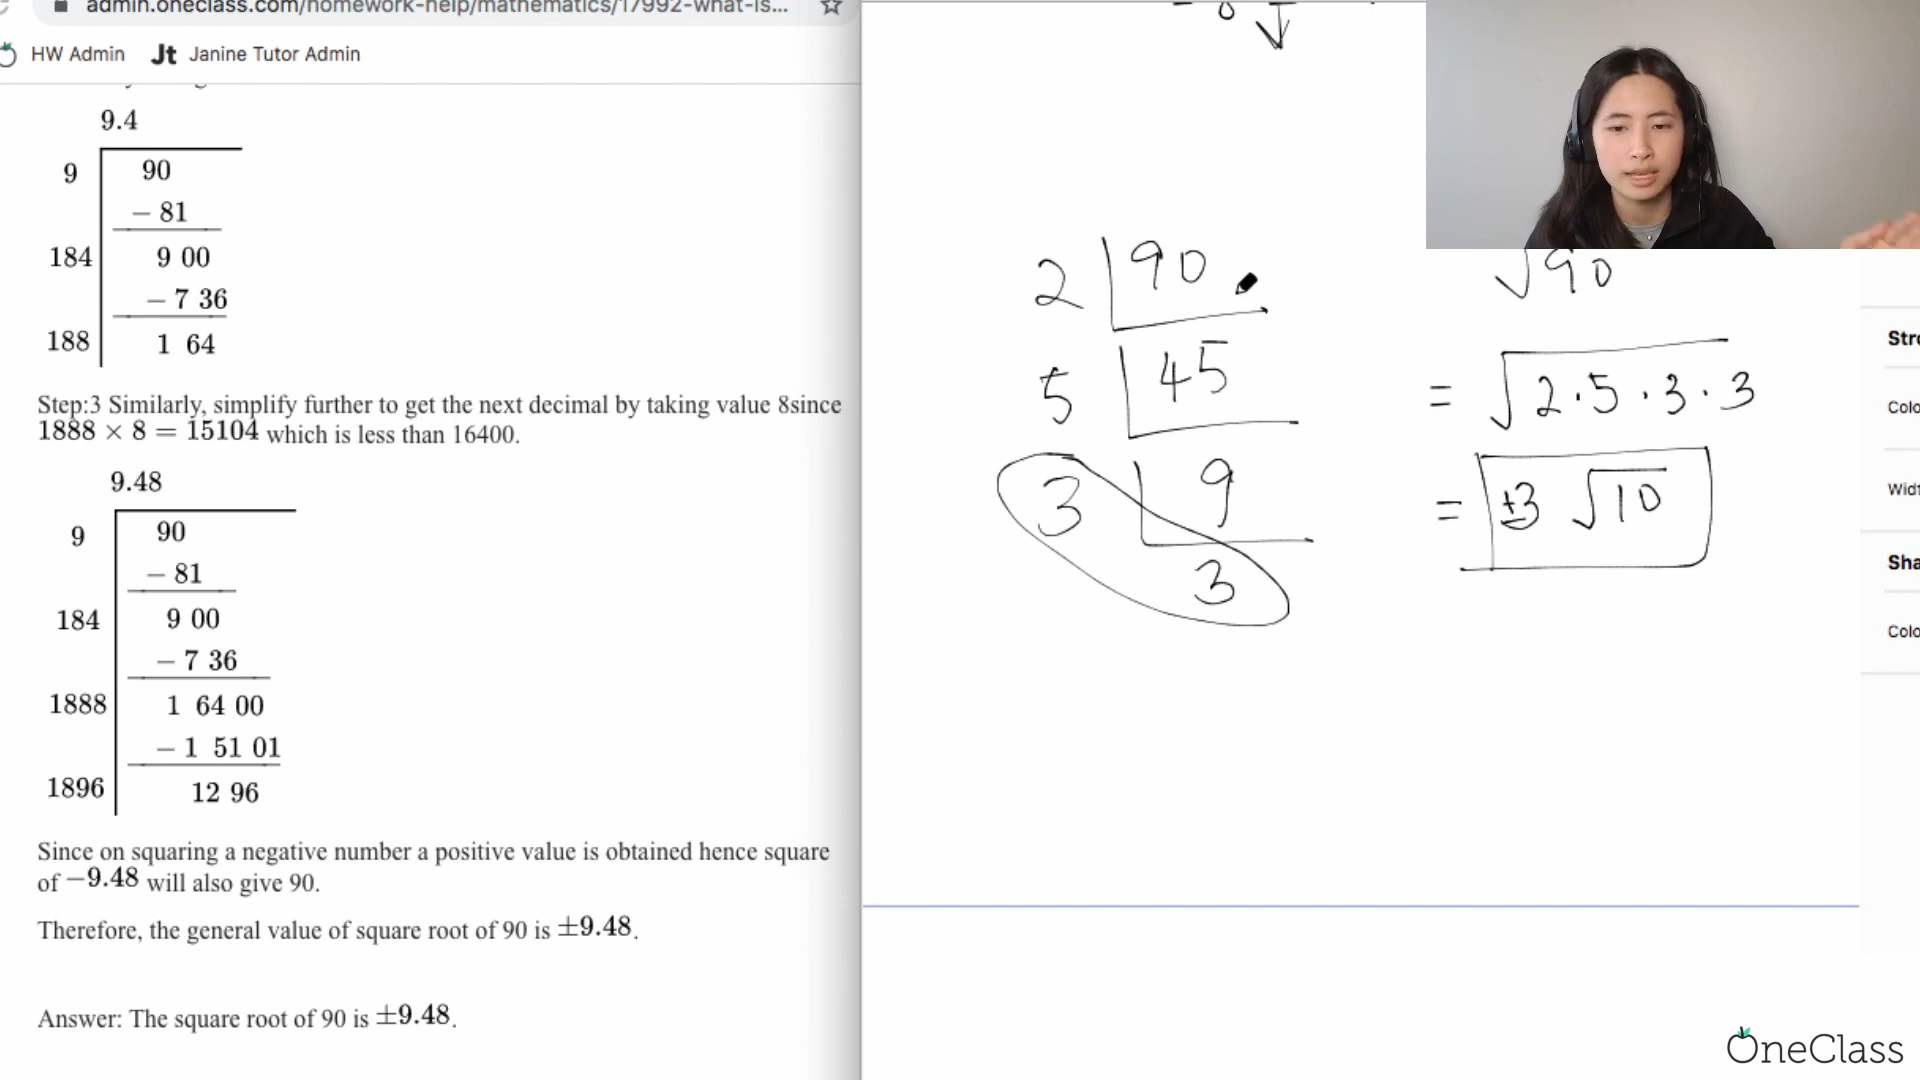 admin.oneclass.com/homework-help/mathematics/17992-what-is...
HW Admin Jt Janine Tutor Admin
9.4
9 90
− 81
184 9 00
− 7 36
188 1 64
Step:3 Similarly, simplify further to get the next decimal by taking value 8since
1888 × 8 = 15104 which is less than 16400.
9.48
9 90
− 81
184 9 00
− 7 36
1888 1 64 00
− 1 51 01
1896 12 96
Since on squaring a negative number a positive value is obtained hence square
of −9.48 will also give 90.
Therefore, the general value of square root of 90 is ±9.48.
Answer: The square root of 90 is ±9.48.
2 90
5 45
3 9
3
√90
= √2·5·3·3
= ±3 √10
Stro
Colo
Widt
Sha
Colo
OneClass